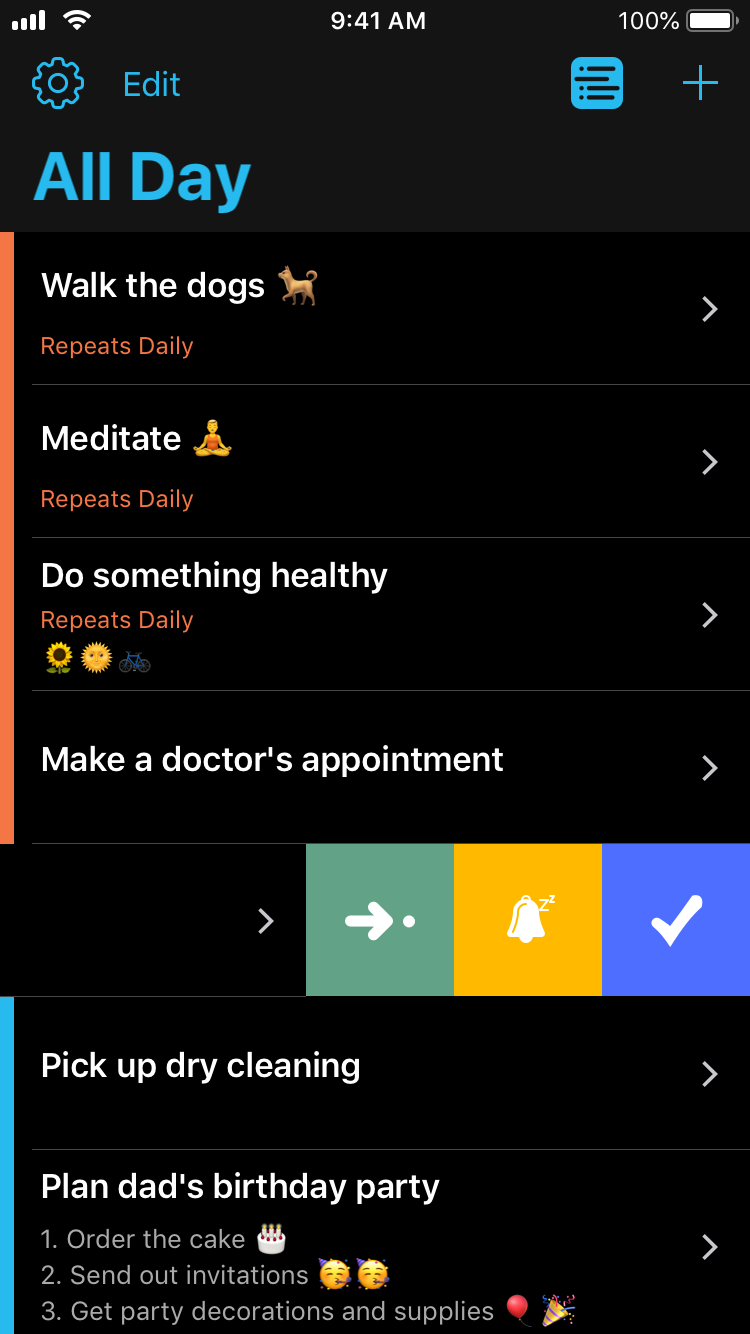 9:41 AM
100%
Edit
All Day
Walk the dogs 🐕
Repeats Daily
Meditate 🧘
Repeats Daily
Do something healthy
Repeats Daily
🌻🌞🚲
Make a doctor's appointment
zz
Pick up dry cleaning
Plan dad's birthday party
1. Order the cake 🎂
2. Send out invitations 🥳🥳
3. Get party decorations and supplies 🎈🎉